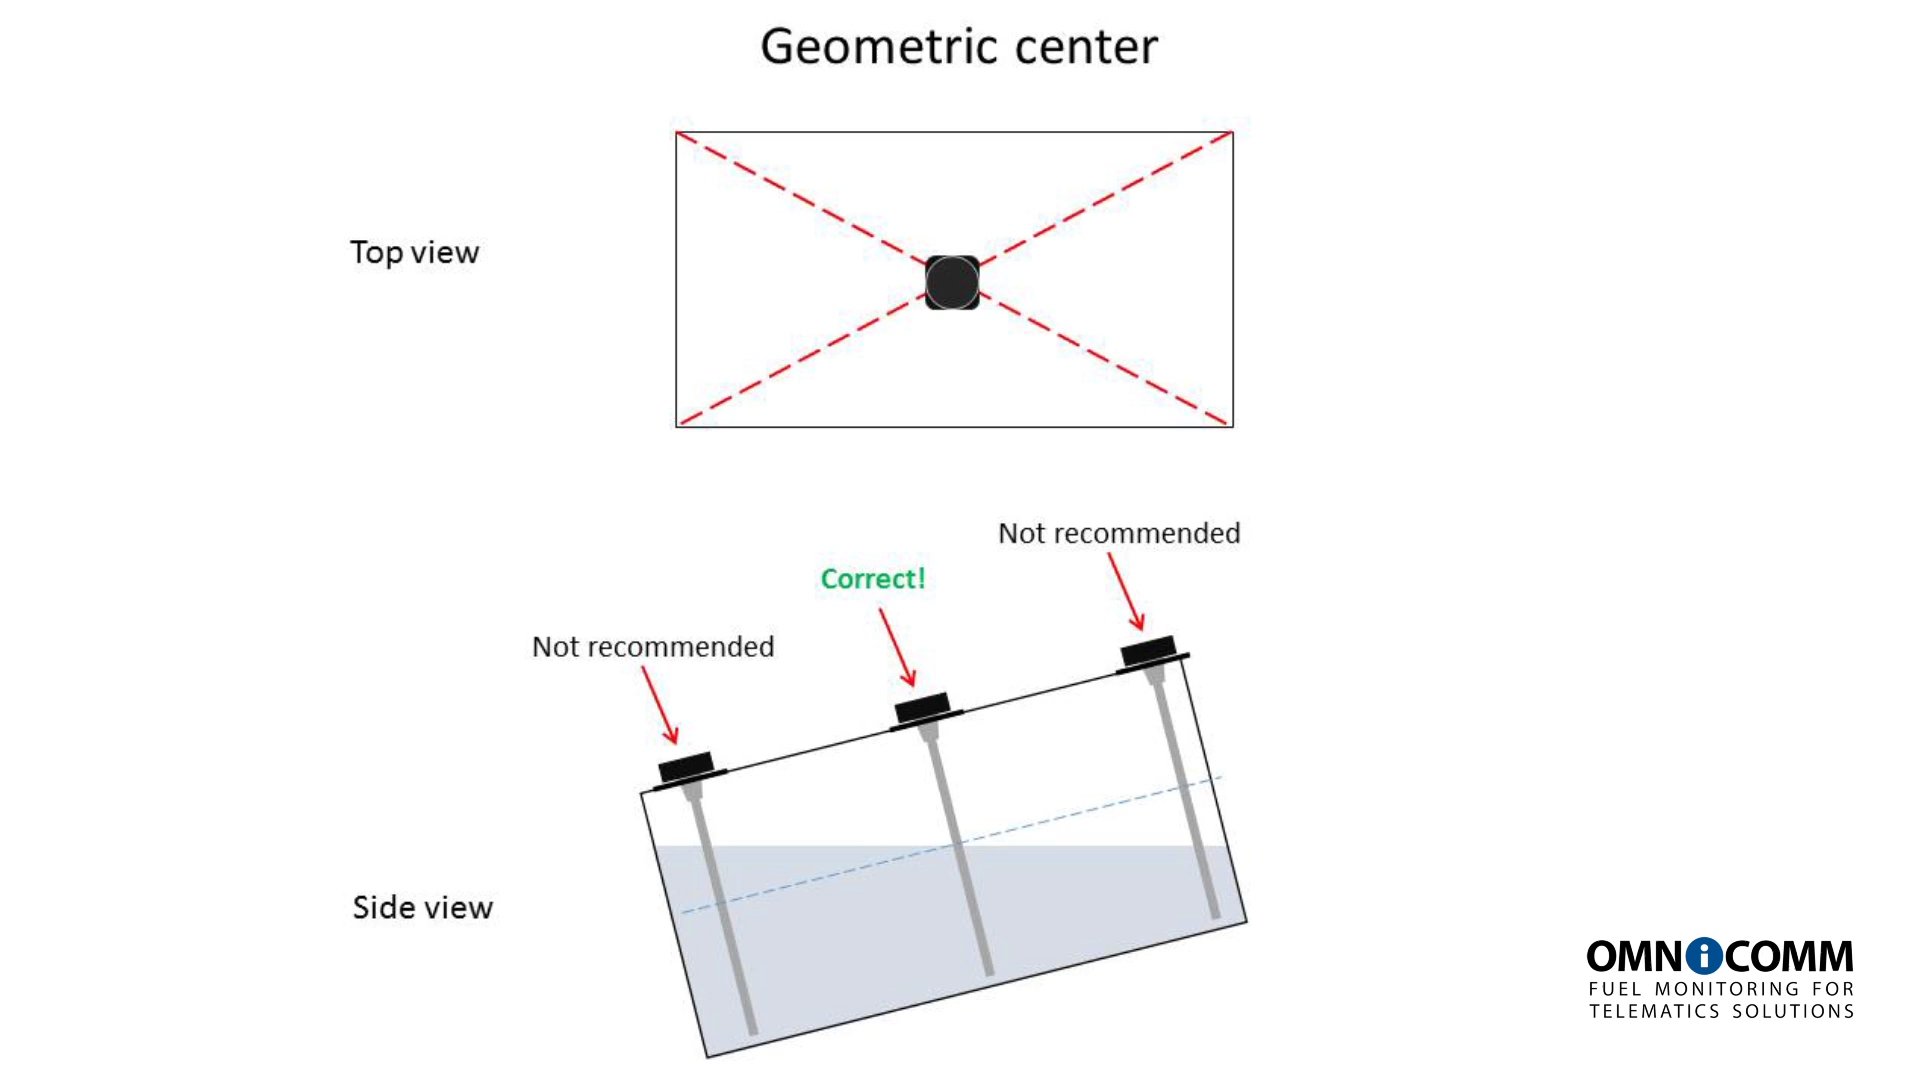 Geometric center
Top view
Not recommended
Correct!
Not recommended
Side view
OMNiCOMM
FUEL MONITORING FOR
TELEMATICS SOLUTIONS